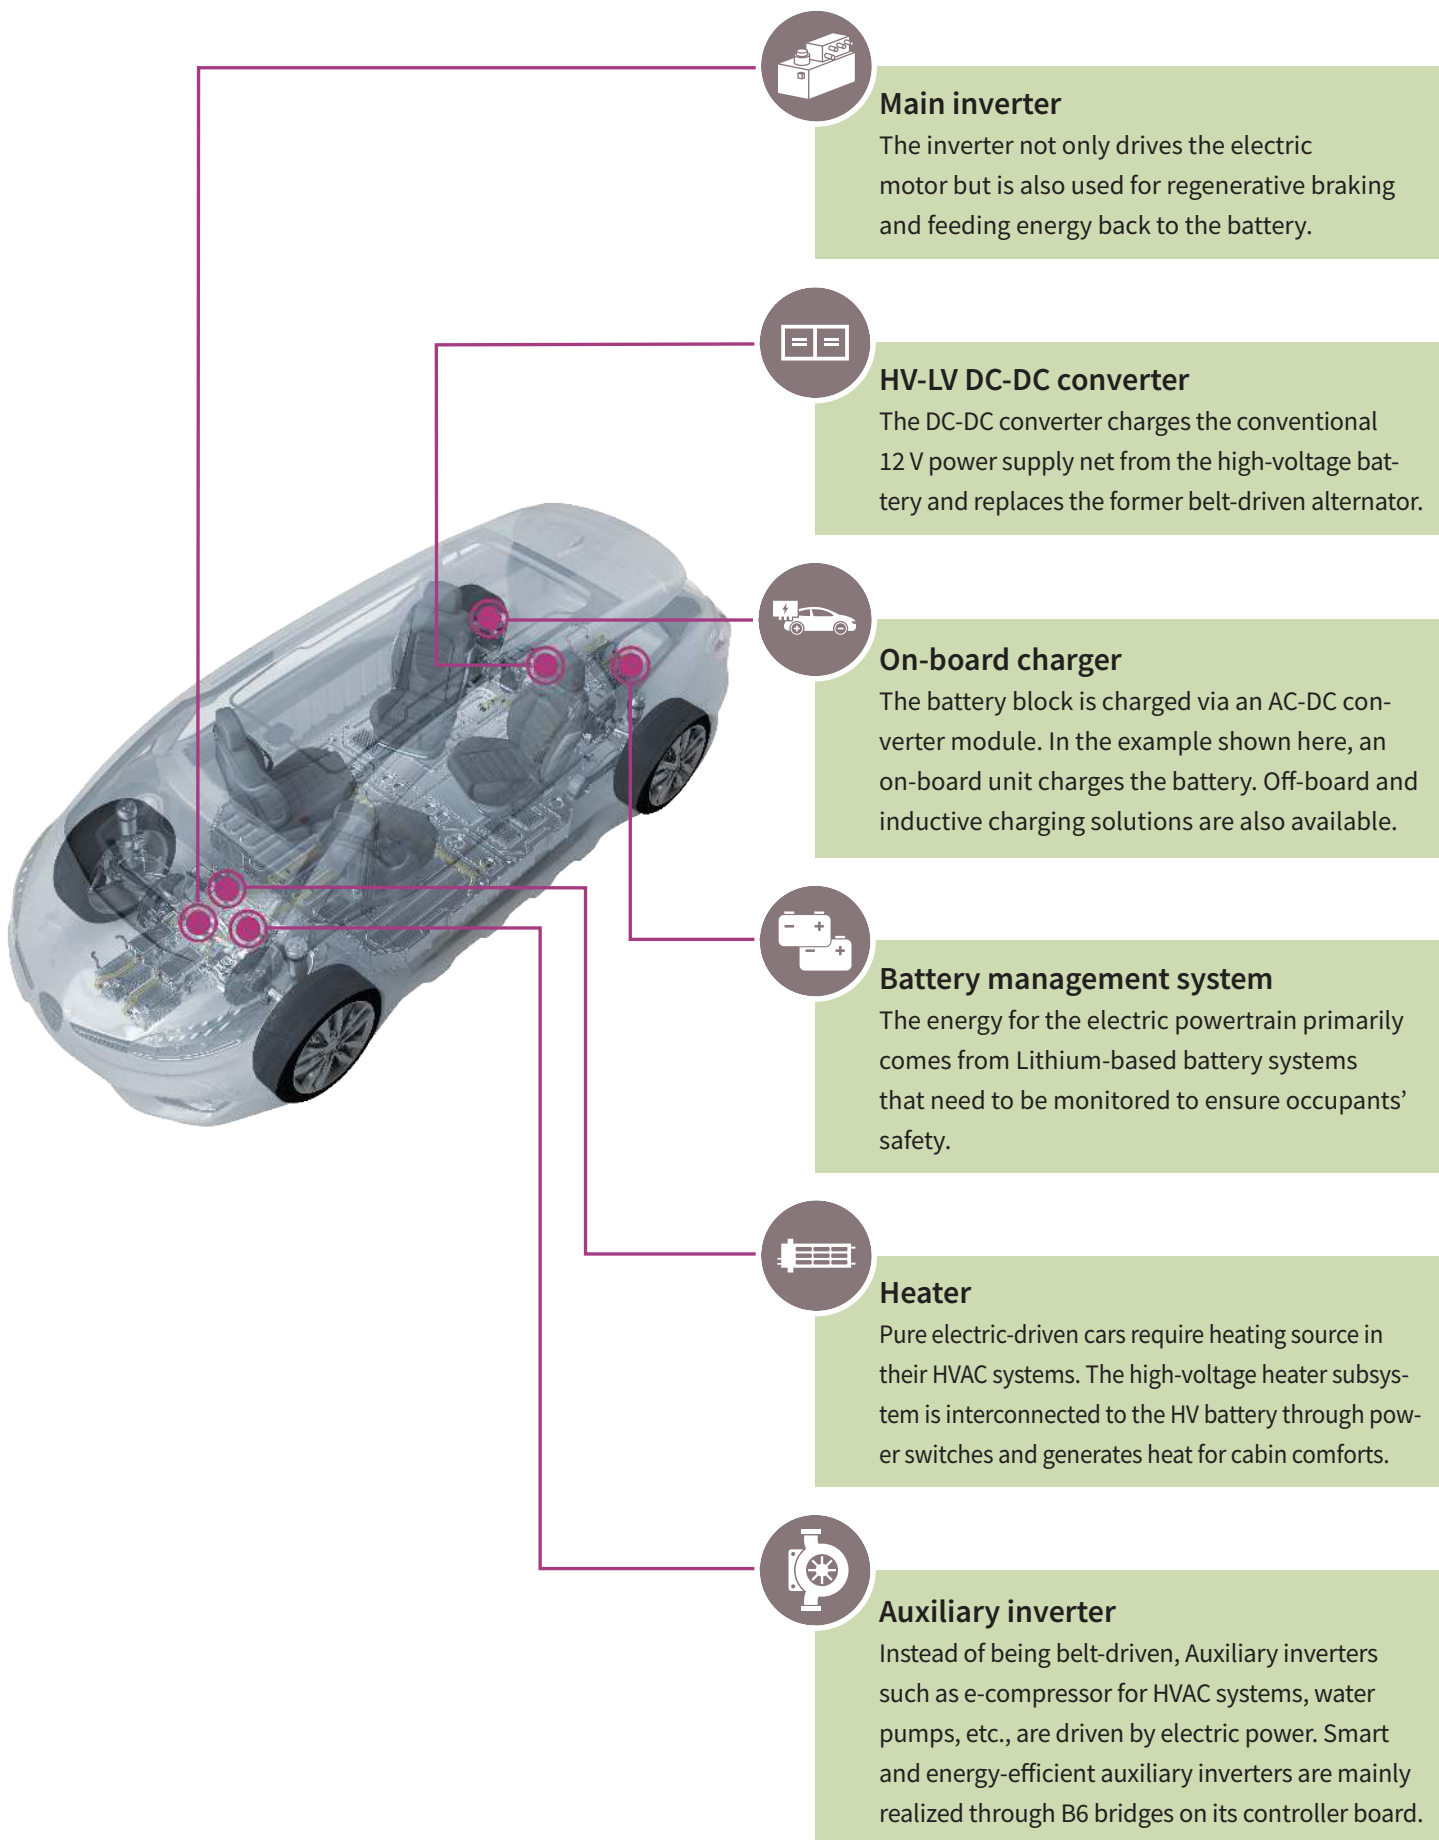 Main inverter
The inverter not only drives the electric
motor but is also used for regenerative braking
and feeding energy back to the battery.
HV-LV DC-DC converter
The DC-DC converter charges the conventional
12 V power supply net from the high-voltage bat-
tery and replaces the former belt-driven alternator.
On-board charger
The battery block is charged via an AC-DC con-
verter module. In the example shown here, an
on-board unit charges the battery. Off-board and
inductive charging solutions are also available.
Battery management system
The energy for the electric powertrain primarily
comes from Lithium-based battery systems
that need to be monitored to ensure occupants’
safety.
Heater
Pure electric-driven cars require heating source in
their HVAC systems. The high-voltage heater subsys-
tem is interconnected to the HV battery through pow-
er switches and generates heat for cabin comforts.
Auxiliary inverter
Instead of being belt-driven, Auxiliary inverters
such as e-compressor for HVAC systems, water
pumps, etc., are driven by electric power. Smart
and energy-efficient auxiliary inverters are mainly
realized through B6 bridges on its controller board.